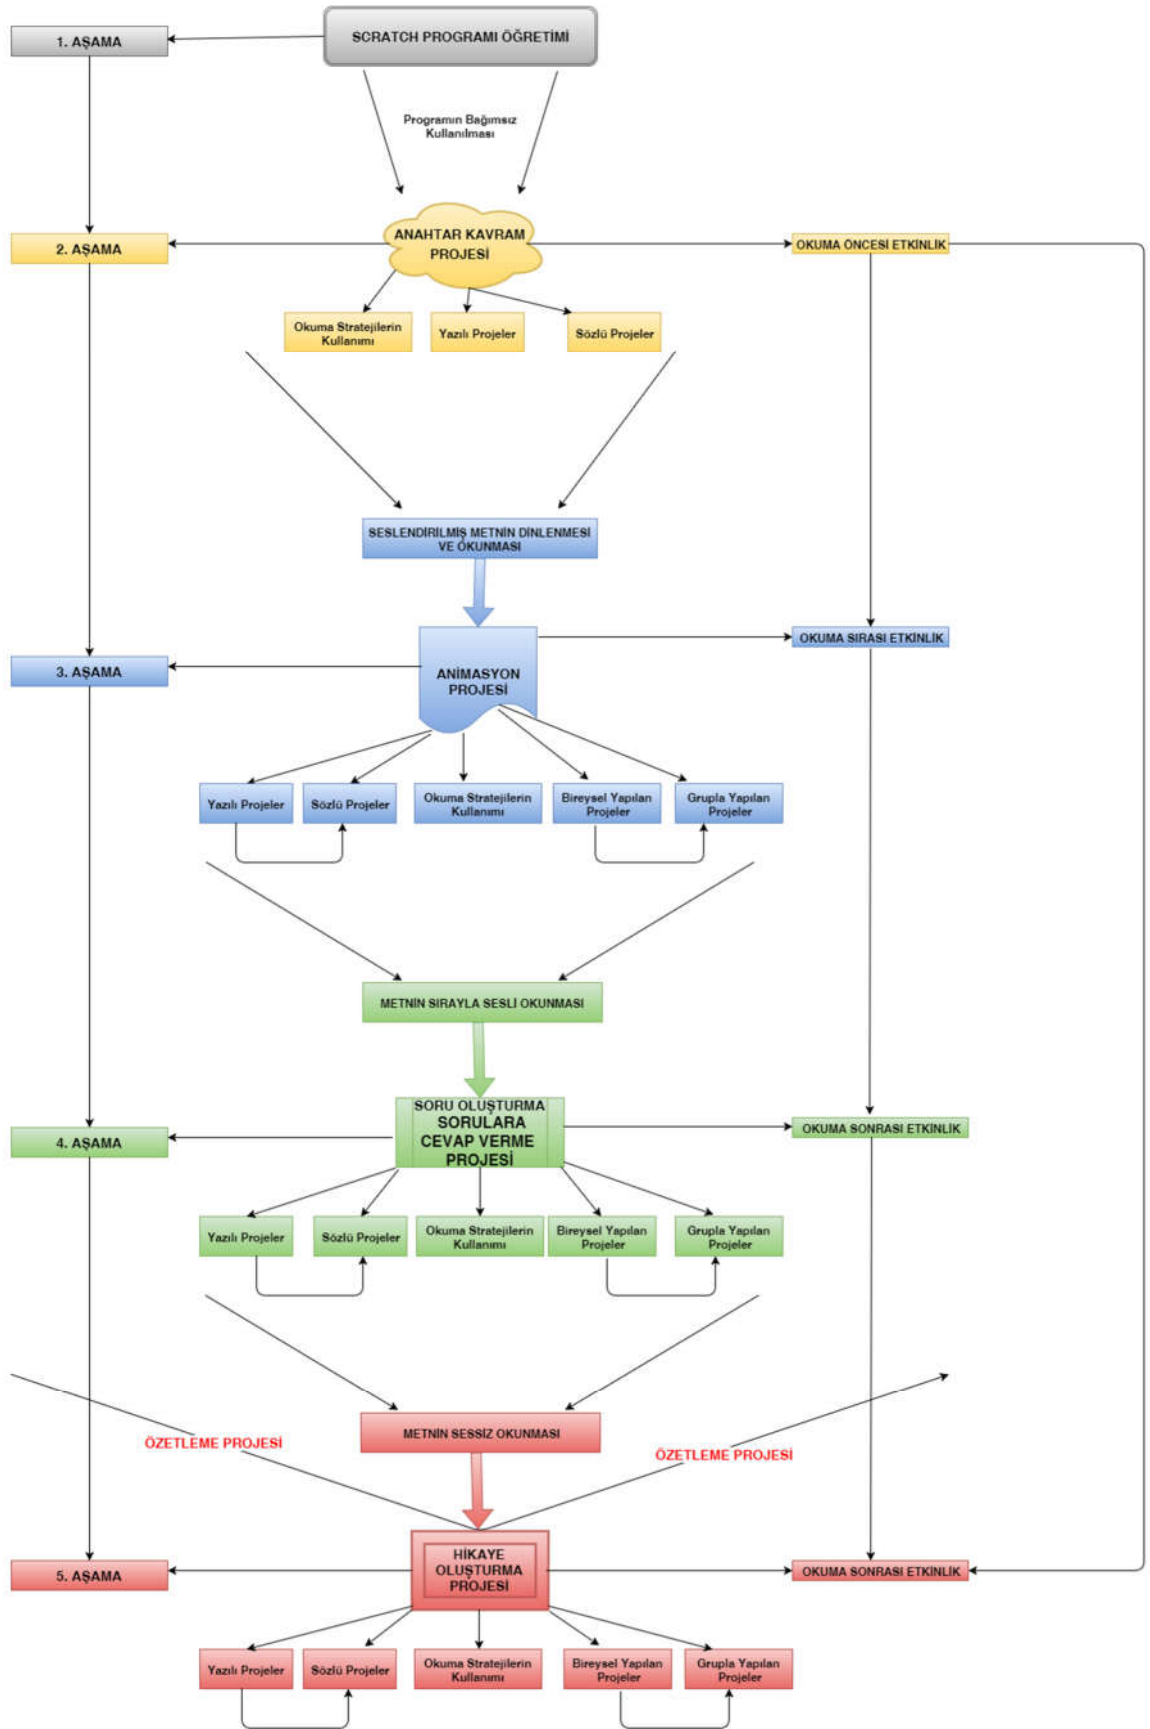 1. AŞAMA
SCRATCH PROGRAMI ÖĞRETİMİ
Programın Bağımsız
Kullanılması
2. AŞAMA
ANAHTAR KAVRAM
PROJESİ
OKUMA ÖNCESİ ETKİNLİK
Okuma Stratejilerin
Kullanımı
Yazılı Projeler
Sözlü Projeler
SESLENDİRİLMİŞ METNİN DİNLENMESİ
VE OKUNMASI
OKUMA SIRASI ETKİNLİK
3. AŞAMA
ANİMASYON
PROJESİ
Yazılı Projeler
Sözlü Projeler
Okuma Stratejilerin
Kullanımı
Bireysel Yapılan
Projeler
Grupla Yapılan
Projeler
METNİN SIRAYLA SESLİ OKUNMASI
4. AŞAMA
SORU OLUŞTURMA
SORULARA
CEVAP VERME
PROJESİ
OKUMA SONRASI ETKİNLİK
Yazılı Projeler
Sözlü Projeler
Okuma Stratejilerin
Kullanımı
Bireysel Yapılan
Projeler
Grupla Yapılan
Projeler
METNİN SESSİZ OKUNMASI
ÖZETLEME PROJESİ
ÖZETLEME PROJESİ
5. AŞAMA
HİKAYE
OLUŞTURMA
PROJESİ
OKUMA SONRASI ETKİNLİK
Yazılı Projeler
Sözlü Projeler
Okuma Stratejilerin
Kullanımı
Bireysel Yapılan
Projeler
Grupla Yapılan
Projeler